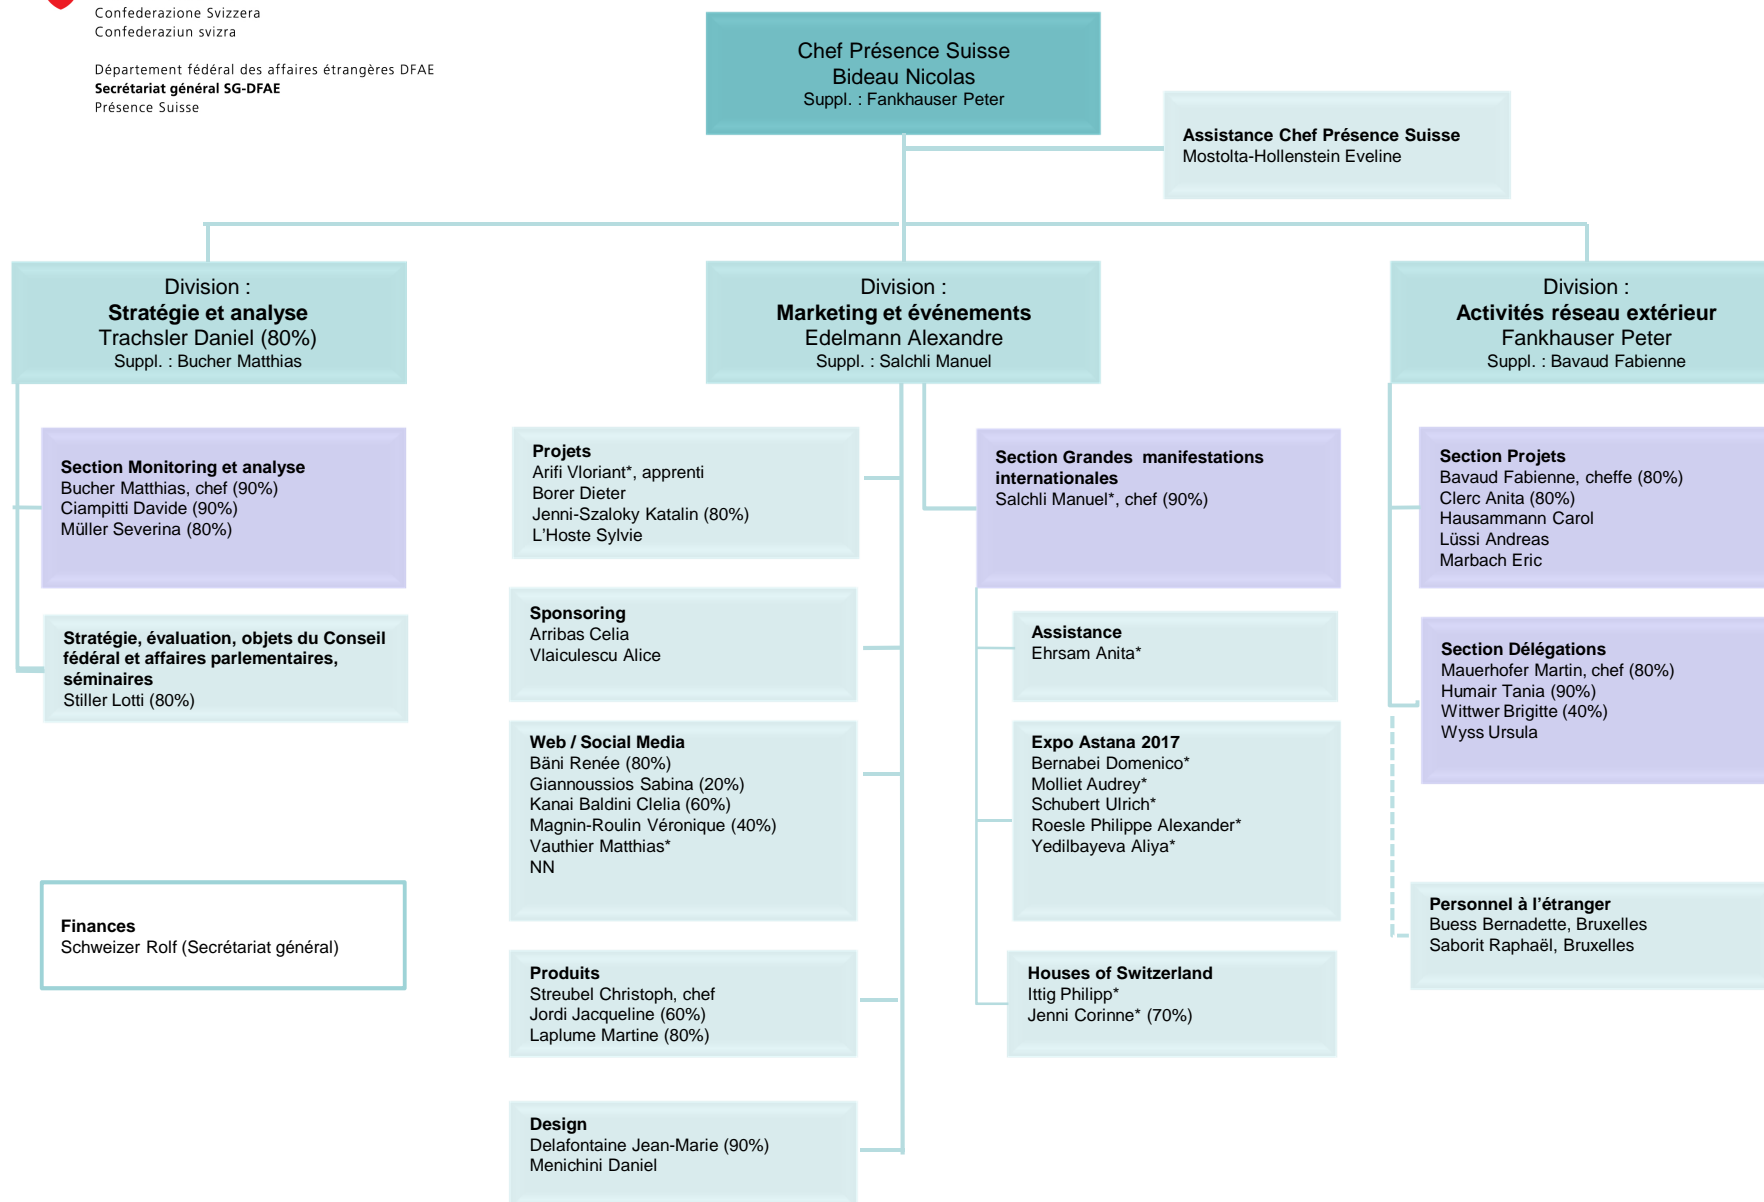 Confederazione Svizzera
Confederaziun svizra
Département fédéral des affaires étrangères DFAE
Secrétariat général SG-DFAE
Présence Suisse
Chef Présence Suisse
Bideau Nicolas
Suppl. : Fankhauser Peter
Assistance Chef Présence Suisse
Mostolta-Hollenstein Eveline
Division :
Stratégie et analyse
Trachsler Daniel (80%)
Suppl. : Bucher Matthias
Division :
Marketing et événements
Edelmann Alexandre
Suppl. : Salchli Manuel
Division :
Activités réseau extérieur
Fankhauser Peter
Suppl. : Bavaud Fabienne
Section Monitoring et analyse
Bucher Matthias, chef (90%)
Ciampitti Davide (90%)
Müller Severina (80%)
Stratégie, évaluation, objets du Conseil
fédéral et affaires parlementaires,
séminaires
Stiller Lotti (80%)
Finances
Schweizer Rolf (Secrétariat général)
Projets
Arifi Vloriant*, apprenti
Borer Dieter
Jenni-Szaloky Katalin (80%)
L'Hoste Sylvie
Sponsoring
Arribas Celia
Vlaiculescu Alice
Web / Social Media
Bäni Renée (80%)
Giannoussios Sabina (20%)
Kanai Baldini Clelia (60%)
Magnin-Roulin Véronique (40%)
Vauthier Matthias*
NN
Produits
Streubel Christoph, chef
Jordi Jacqueline (60%)
Laplume Martine (80%)
Design
Delafontaine Jean-Marie (90%)
Menichini Daniel
Section Grandes manifestations
internationales
Salchli Manuel*, chef (90%)
Assistance
Ehrsam Anita*
Expo Astana 2017
Bernabei Domenico*
Molliet Audrey*
Schubert Ulrich*
Roesle Philippe Alexander*
Yedilbayeva Aliya*
Houses of Switzerland
Ittig Philipp*
Jenni Corinne* (70%)
Section Projets
Bavaud Fabienne, cheffe (80%)
Clerc Anita (80%)
Hausammann Carol
Lüssi Andreas
Marbach Eric
Section Délégations
Mauerhofer Martin, chef (80%)
Humair Tania (90%)
Wittwer Brigitte (40%)
Wyss Ursula
Personnel à l'étranger
Buess Bernadette, Bruxelles
Saborit Raphaël, Bruxelles